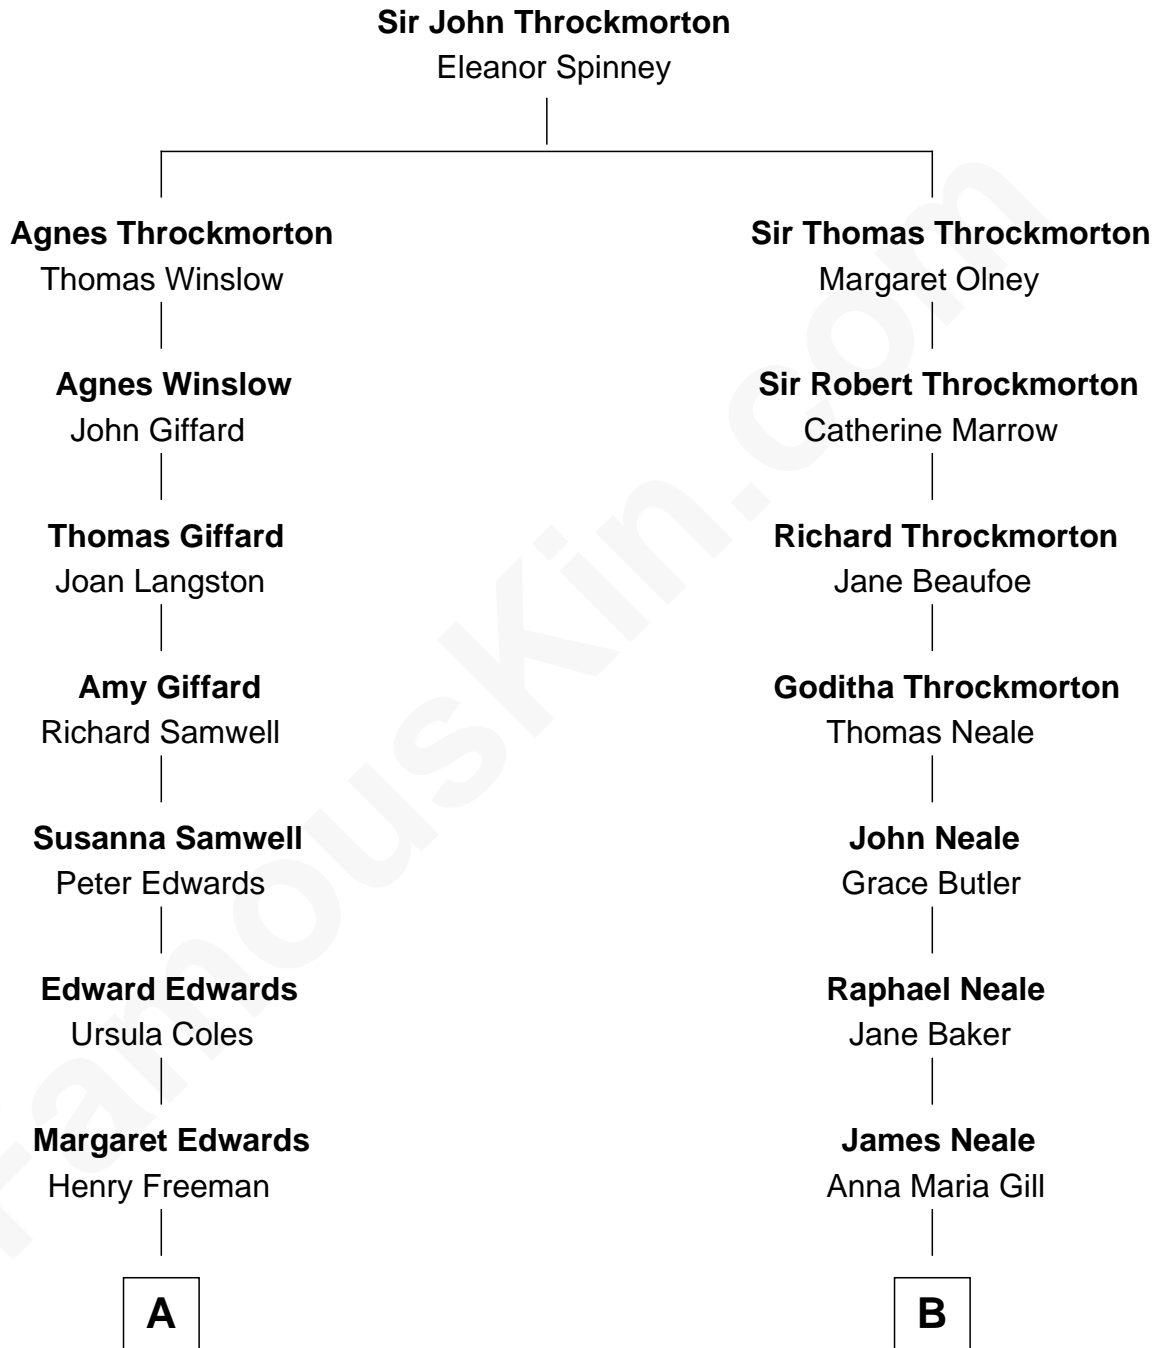 Sir John Throckmorton
Eleanor Spinney
Agnes Throckmorton
Thomas Winslow
Sir Thomas Throckmorton
Margaret Olney
Agnes Winslow
John Giffard
Sir Robert Throckmorton
Catherine Marrow
Thomas Giffard
Joan Langston
Richard Throckmorton
Jane Beaufoe
Amy Giffard
Richard Samwell
Goditha Throckmorton
Thomas Neale
Susanna Samwell
Peter Edwards
John Neale
Grace Butler
Edward Edwards
Ursula Coles
Raphael Neale
Jane Baker
Margaret Edwards
Henry Freeman
James Neale
Anna Maria Gill
A
B
FamousKin.com